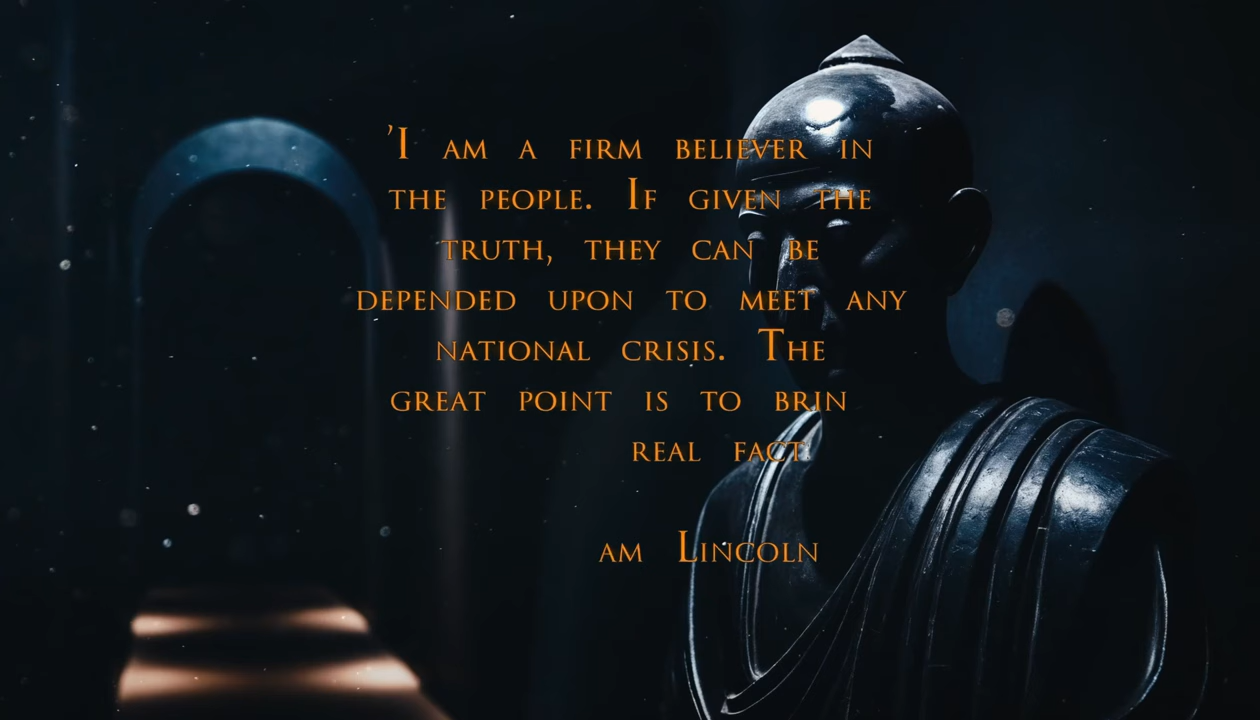 'I am a firm believer in
the people. If given the
truth, they can be
depended upon to meet any
national crisis. The
great point is to brin
real fact
am Lincoln